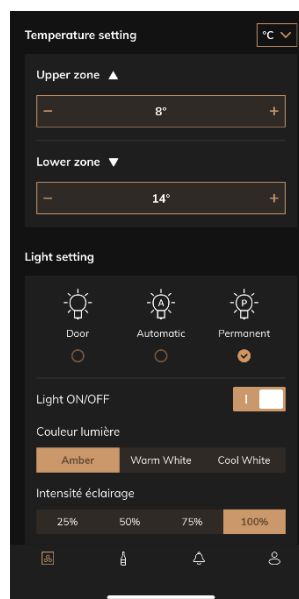 Temperature setting °C
Upper zone ▲
− 8° +
Lower zone ▼
− 14° +
Light setting
A P
Door Automatic Permanent
Light ON/OFF I
Couleur lumière
Amber Warm White Cool White
Intensité éclairage
25% 50% 75% 100%